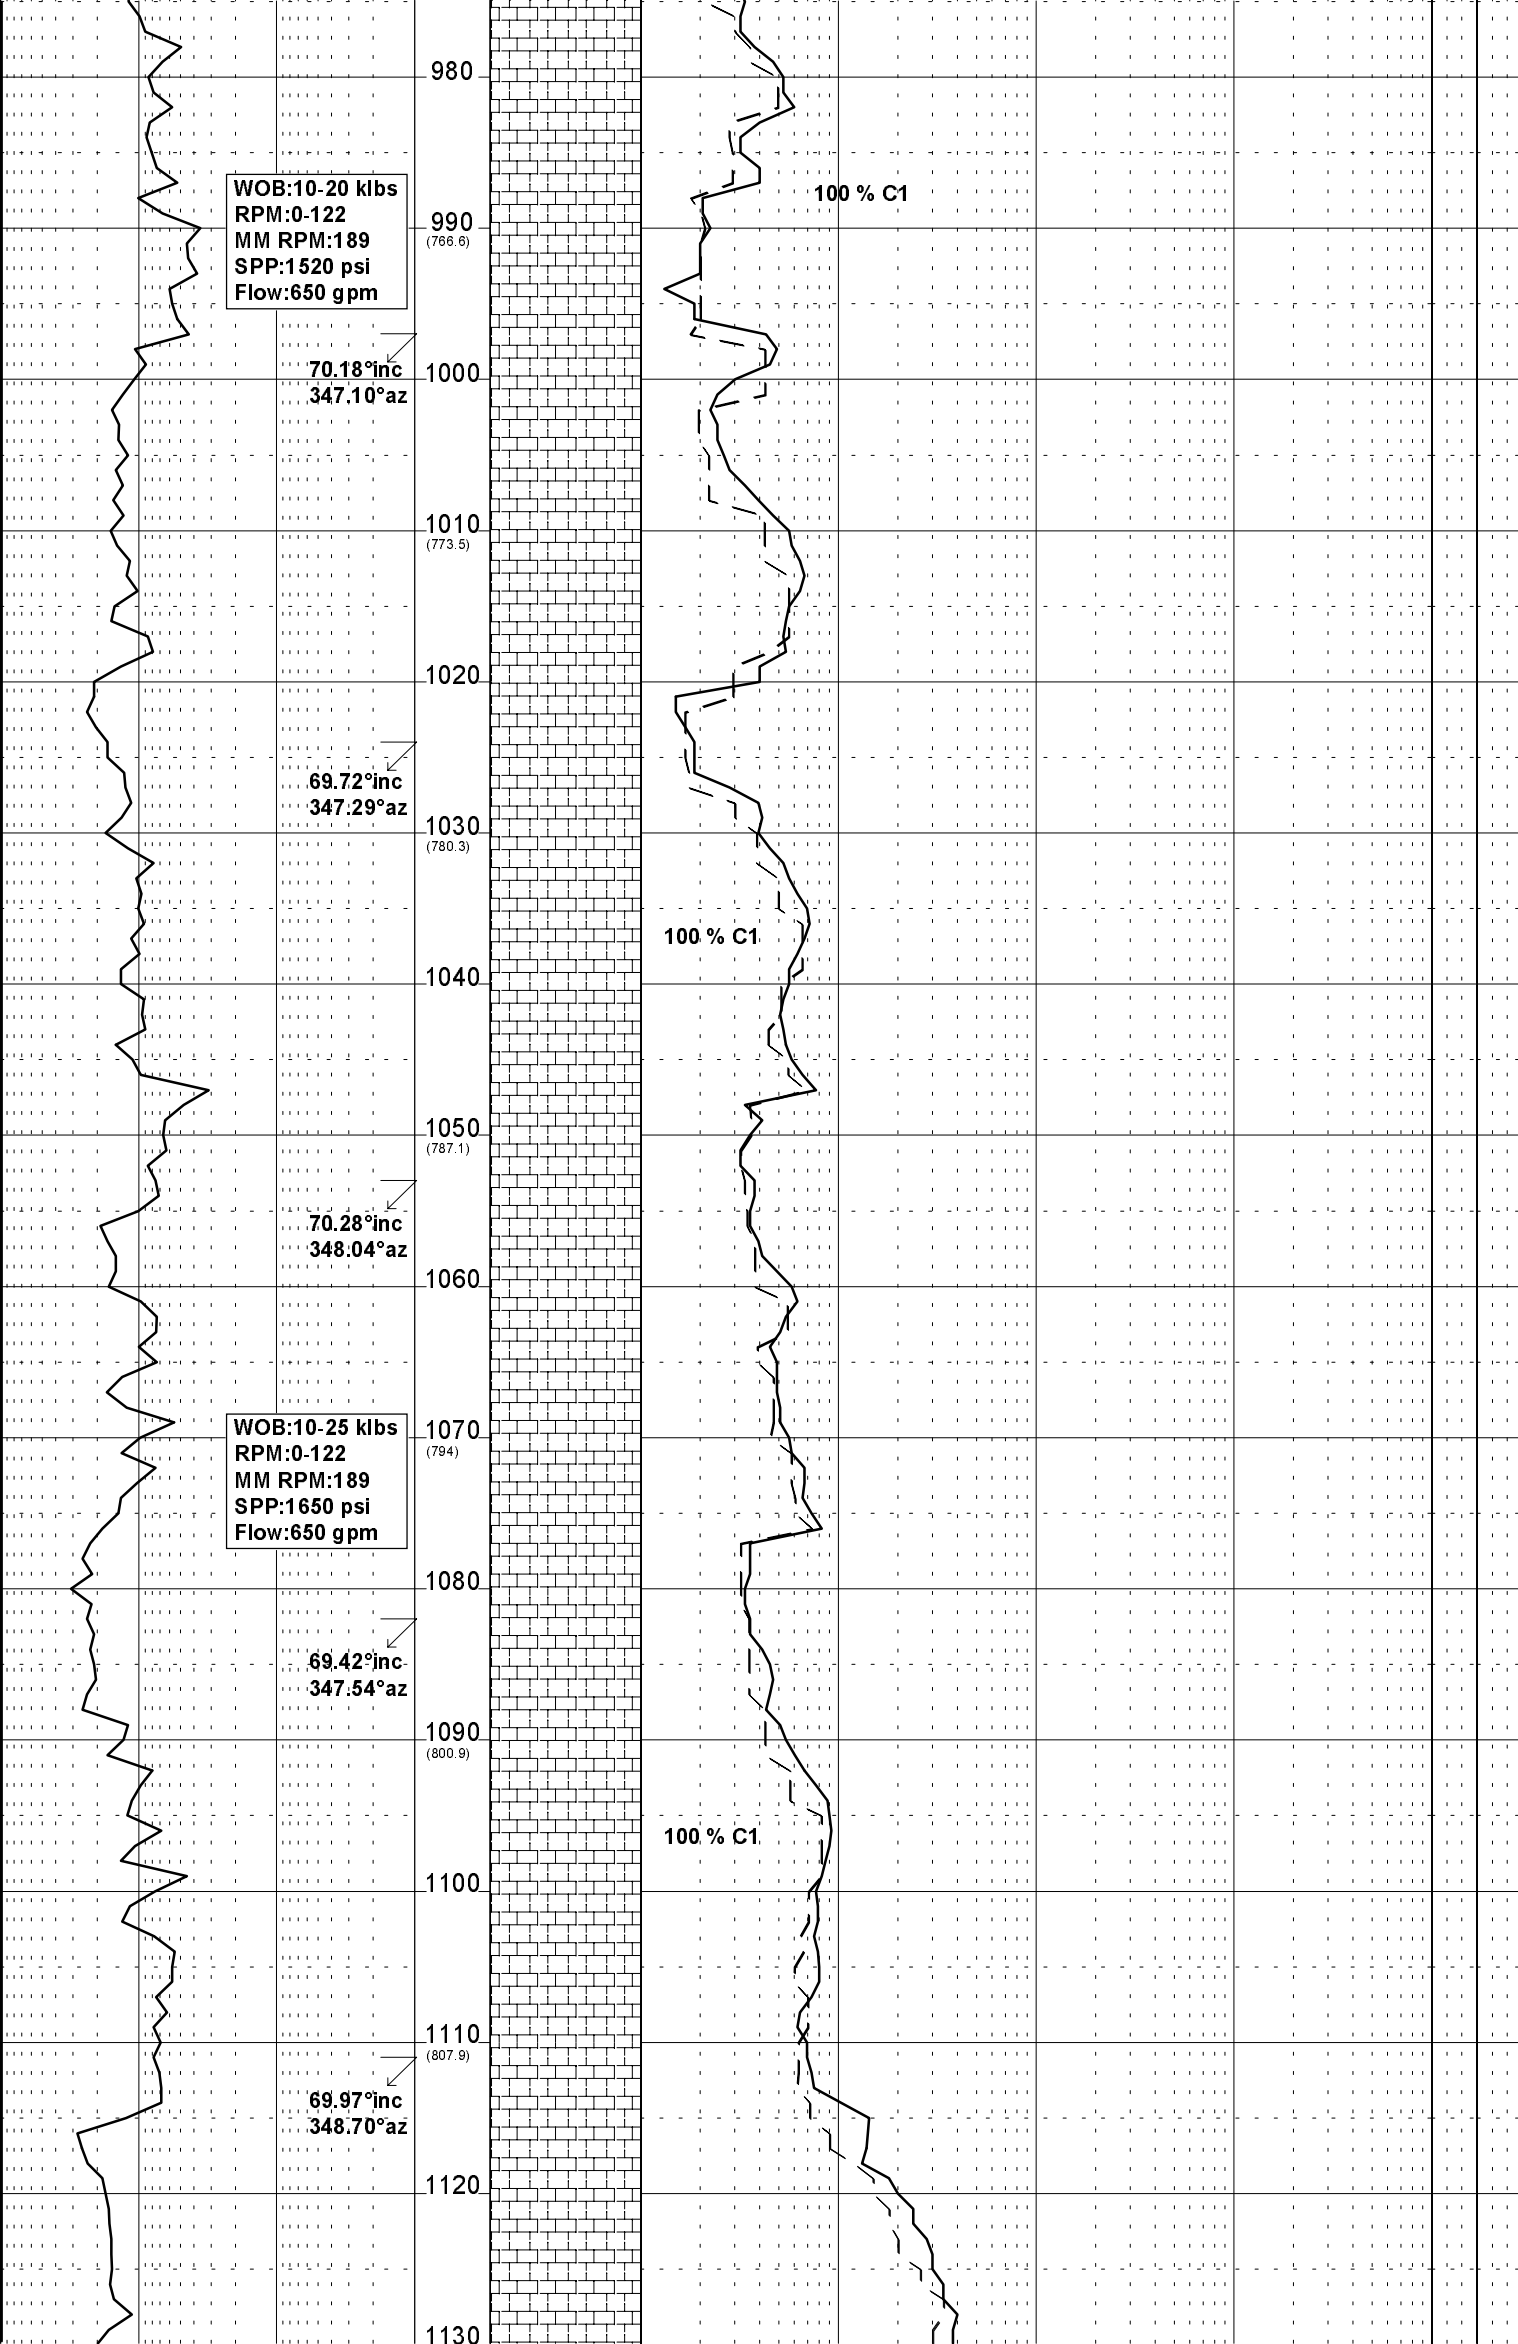 980
100 % C1
WOB:10-20 klbs
RPM:0-122
MM RPM:189
SPP:1520 psi
Flow:650 gpm
990
(766.6)
70.18°inc
347.10°az
1000
1010
(773.5)
1020
69.72°inc
347.29°az
1030
(780.3)
100 % C1
1040
1050
(787.1)
70.28°inc
348.04°az
1060
WOB:10-25 klbs
RPM:0-122
MM RPM:189
SPP:1650 psi
Flow:650 gpm
1070
(794)
1080
69.42°inc
347.54°az
1090
(800.9)
100 % C1
1100
1110
(807.9)
69.97°inc
348.70°az
1120
1130